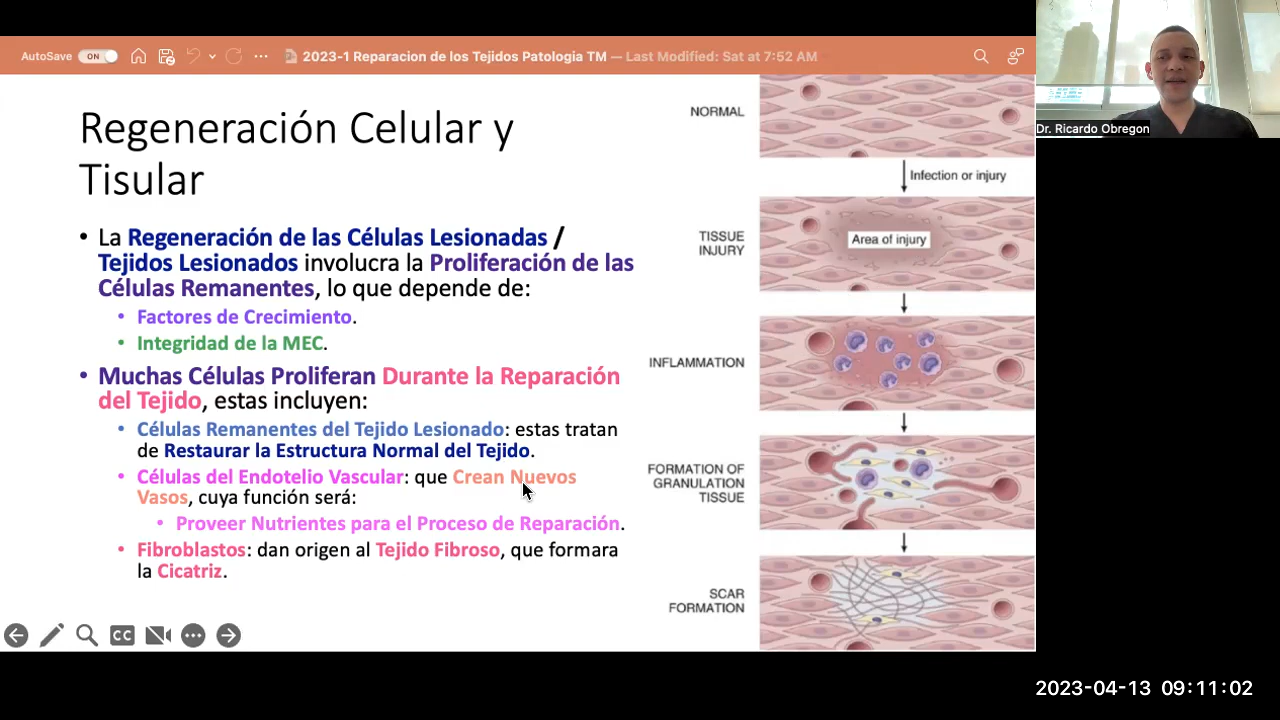 AutoSave ON 2023-1 Reparacion de los Tejidos Patologia TM — Last Modified: Sat at 7:52 AM
Dr. Ricardo Obregon
Regeneración Celular y
Tisular
• La Regeneración de las Células Lesionadas /
Tejidos Lesionados involucra la Proliferación de las
Células Remanentes, lo que depende de:
• Factores de Crecimiento.
• Integridad de la MEC.
• Muchas Células Proliferan Durante la Reparación
del Tejido, estas incluyen:
• Células Remanentes del Tejido Lesionado: estas tratan
de Restaurar la Estructura Normal del Tejido.
• Células del Endotelio Vascular: que Crean Nuevos
Vasos, cuya función será:
• Proveer Nutrientes para el Proceso de Reparación.
• Fibroblastos: dan origen al Tejido Fibroso, que formara
la Cicatriz.
NORMAL
Infection or injury
TISSUE
INJURY
Area of injury
INFLAMMATION
FORMATION OF
GRANULATION
TISSUE
SCAR
FORMATION
CC
2023-04-13 09:11:02